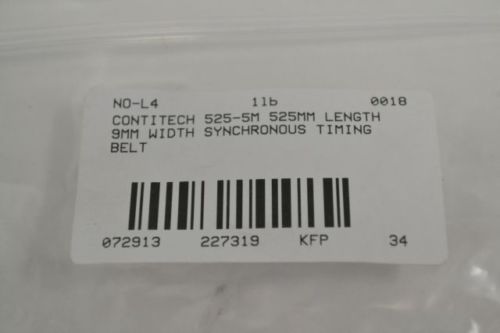 NO-L4 1lb 0018
CONTITECH 525-5M 525MM LENGTH
9MM WIDTH SYNCHRONOUS TIMING
BELT
072913 227319 KFP 34